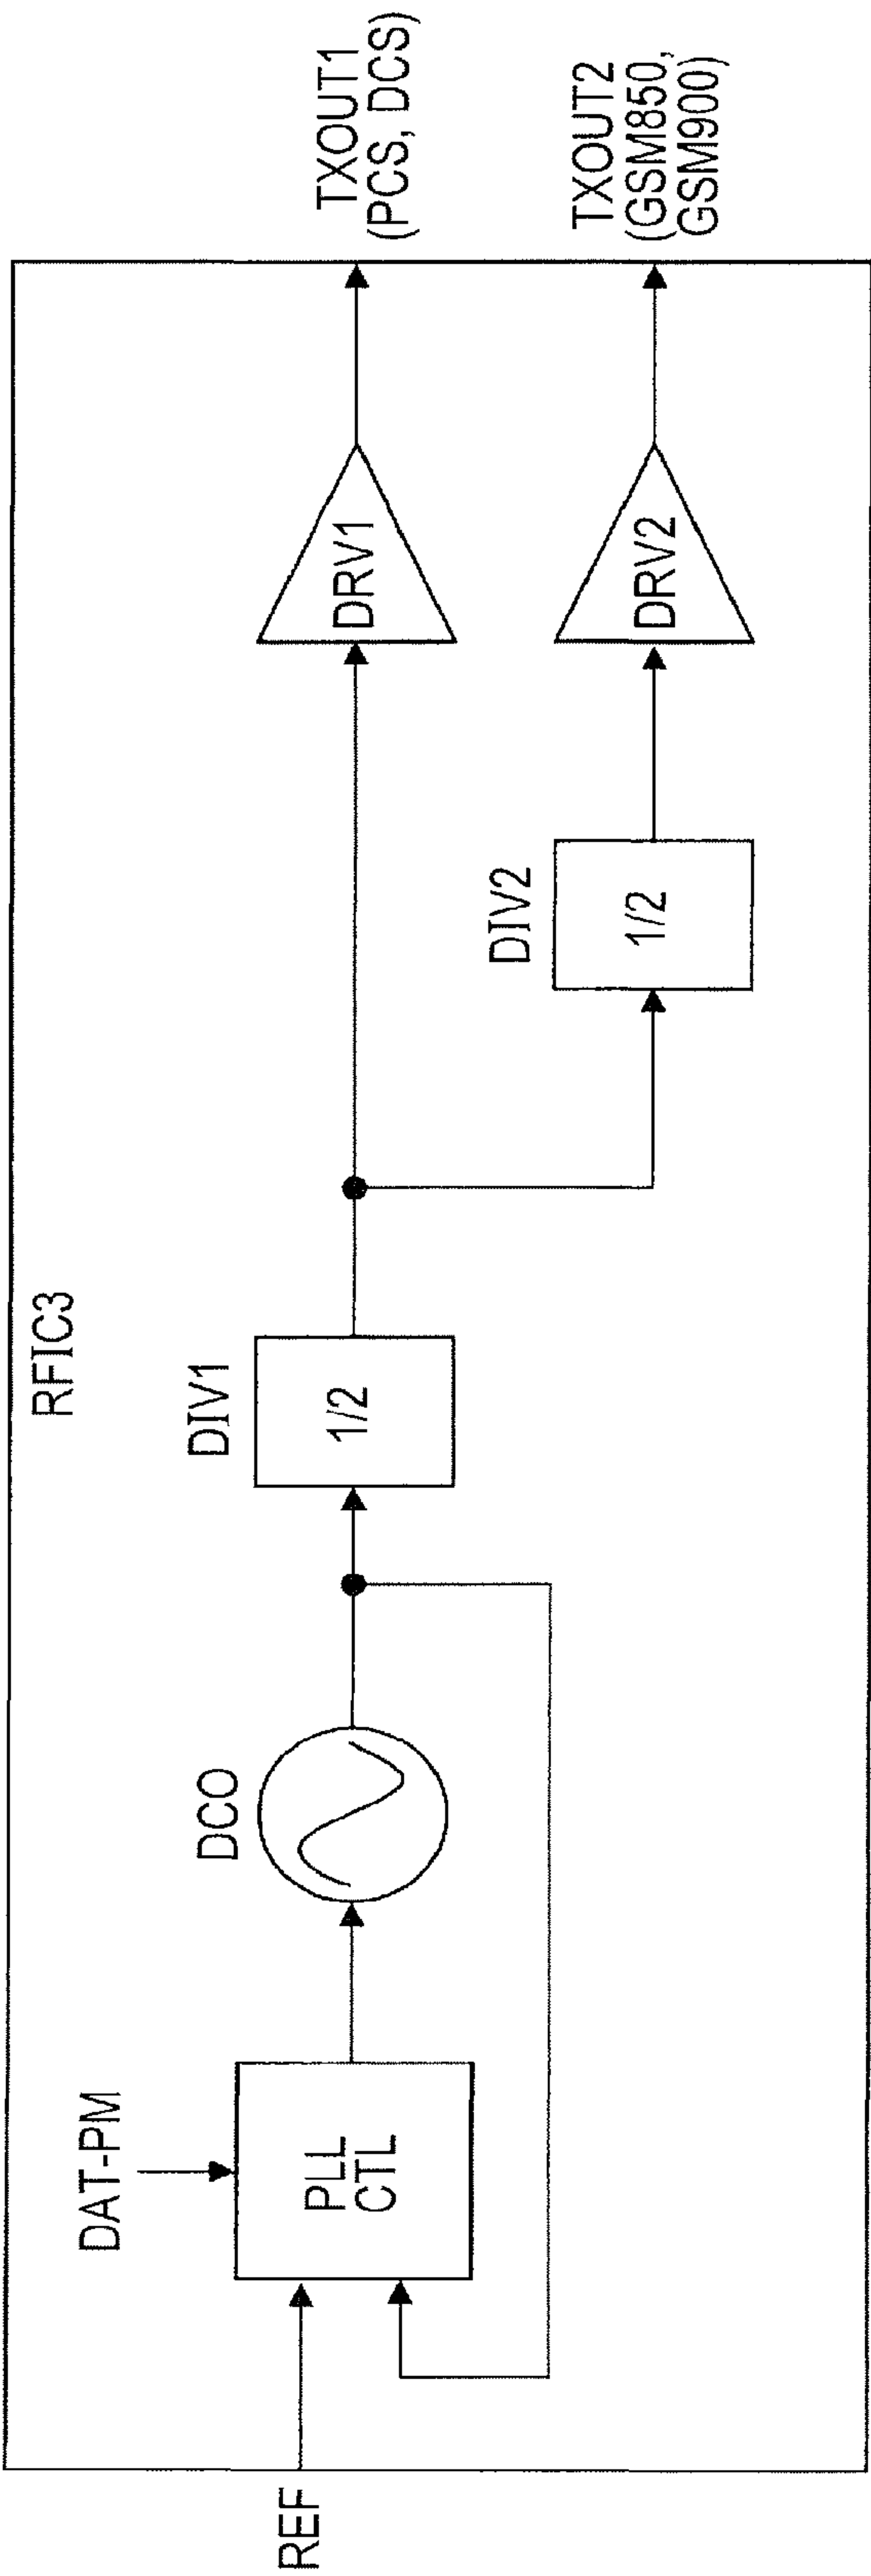 RFIC3
REF
DAT-PM
PLL
CTL
DCO
DIV1
1/2
DIV2
1/2
DRV1
DRV2
TXOUT1
(PCS, DCS)
TXOUT2
(GSM850,
GSM900)